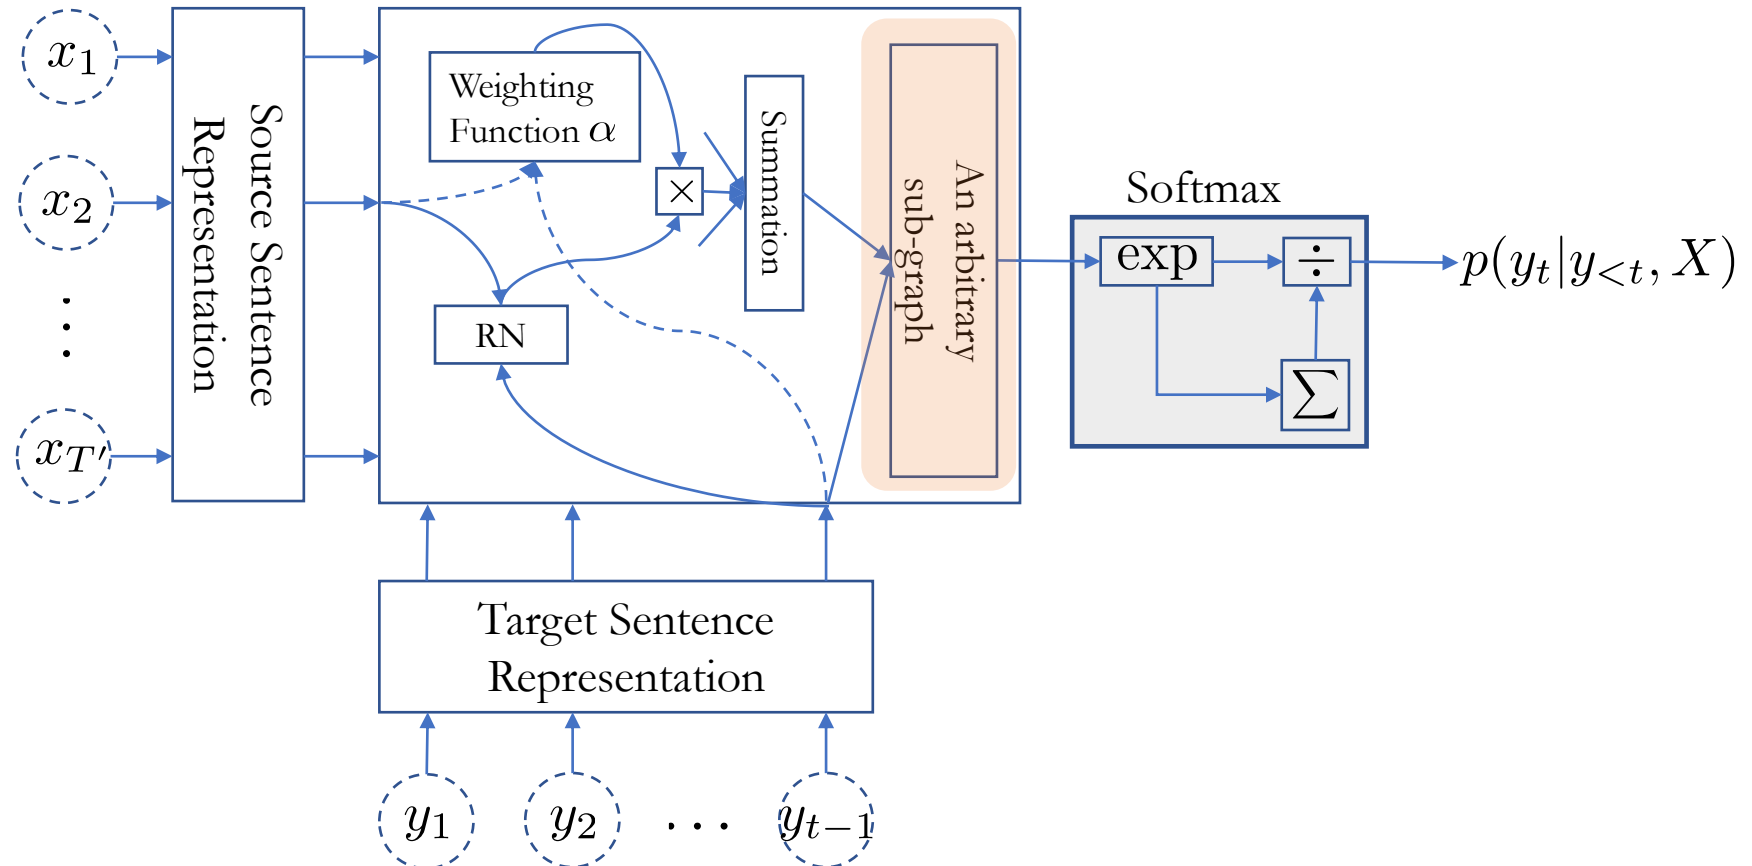 x₁
x₂
⋮
x_T′
Source Sentence
Representation
Weighting
Function α
×
Summation
RN
An arbitrary
sub-graph
Softmax
exp
÷
∑
p(y_t|y_{<t}, X)
Target Sentence
Representation
y₁ y₂ ⋯ y_{t−1}